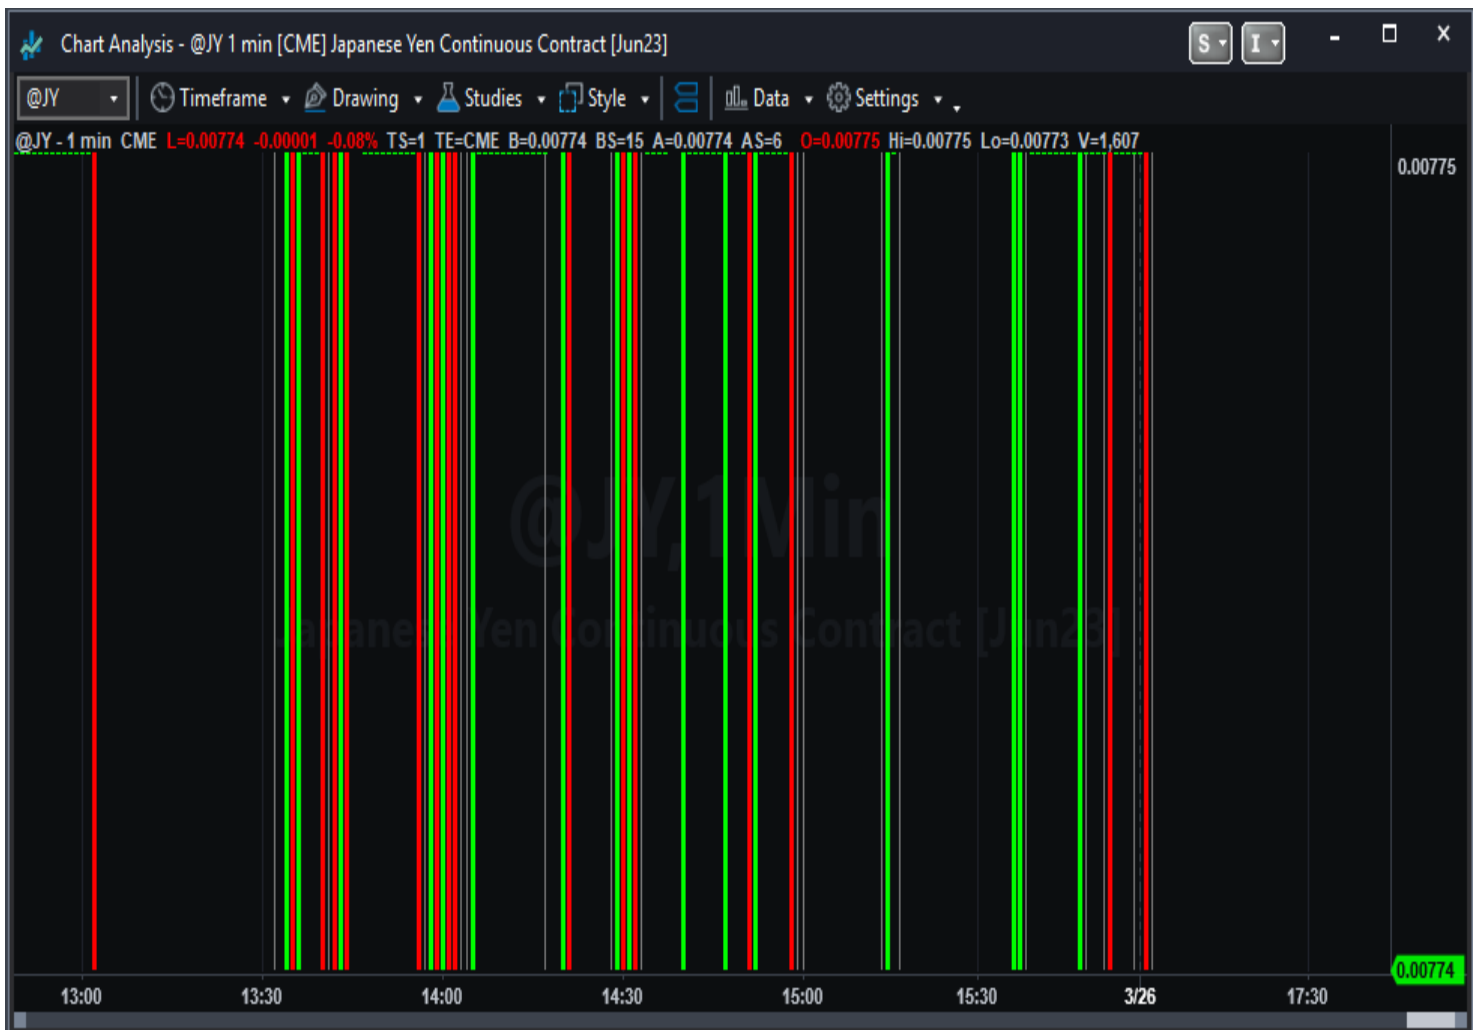 Chart Analysis - @JY 1 min [CME] Japanese Yen Continuous Contract [Jun23]
S I
@JY Timeframe Drawing Studies Style Data Settings
@JY - 1 min CME L=0.00774 -0.00001 -0.08% TS=1 TE=CME B=0.00774 BS=15 A=0.00774 AS=6 O=0.00775 Hi=0.00775 Lo=0.00773 V=1,607
0.00775
@JY,1 Min
Japanese Yen Continuous Contract [Jun23]
0.00774
13:00 13:30 14:00 14:30 15:00 15:30 3/26 17:30